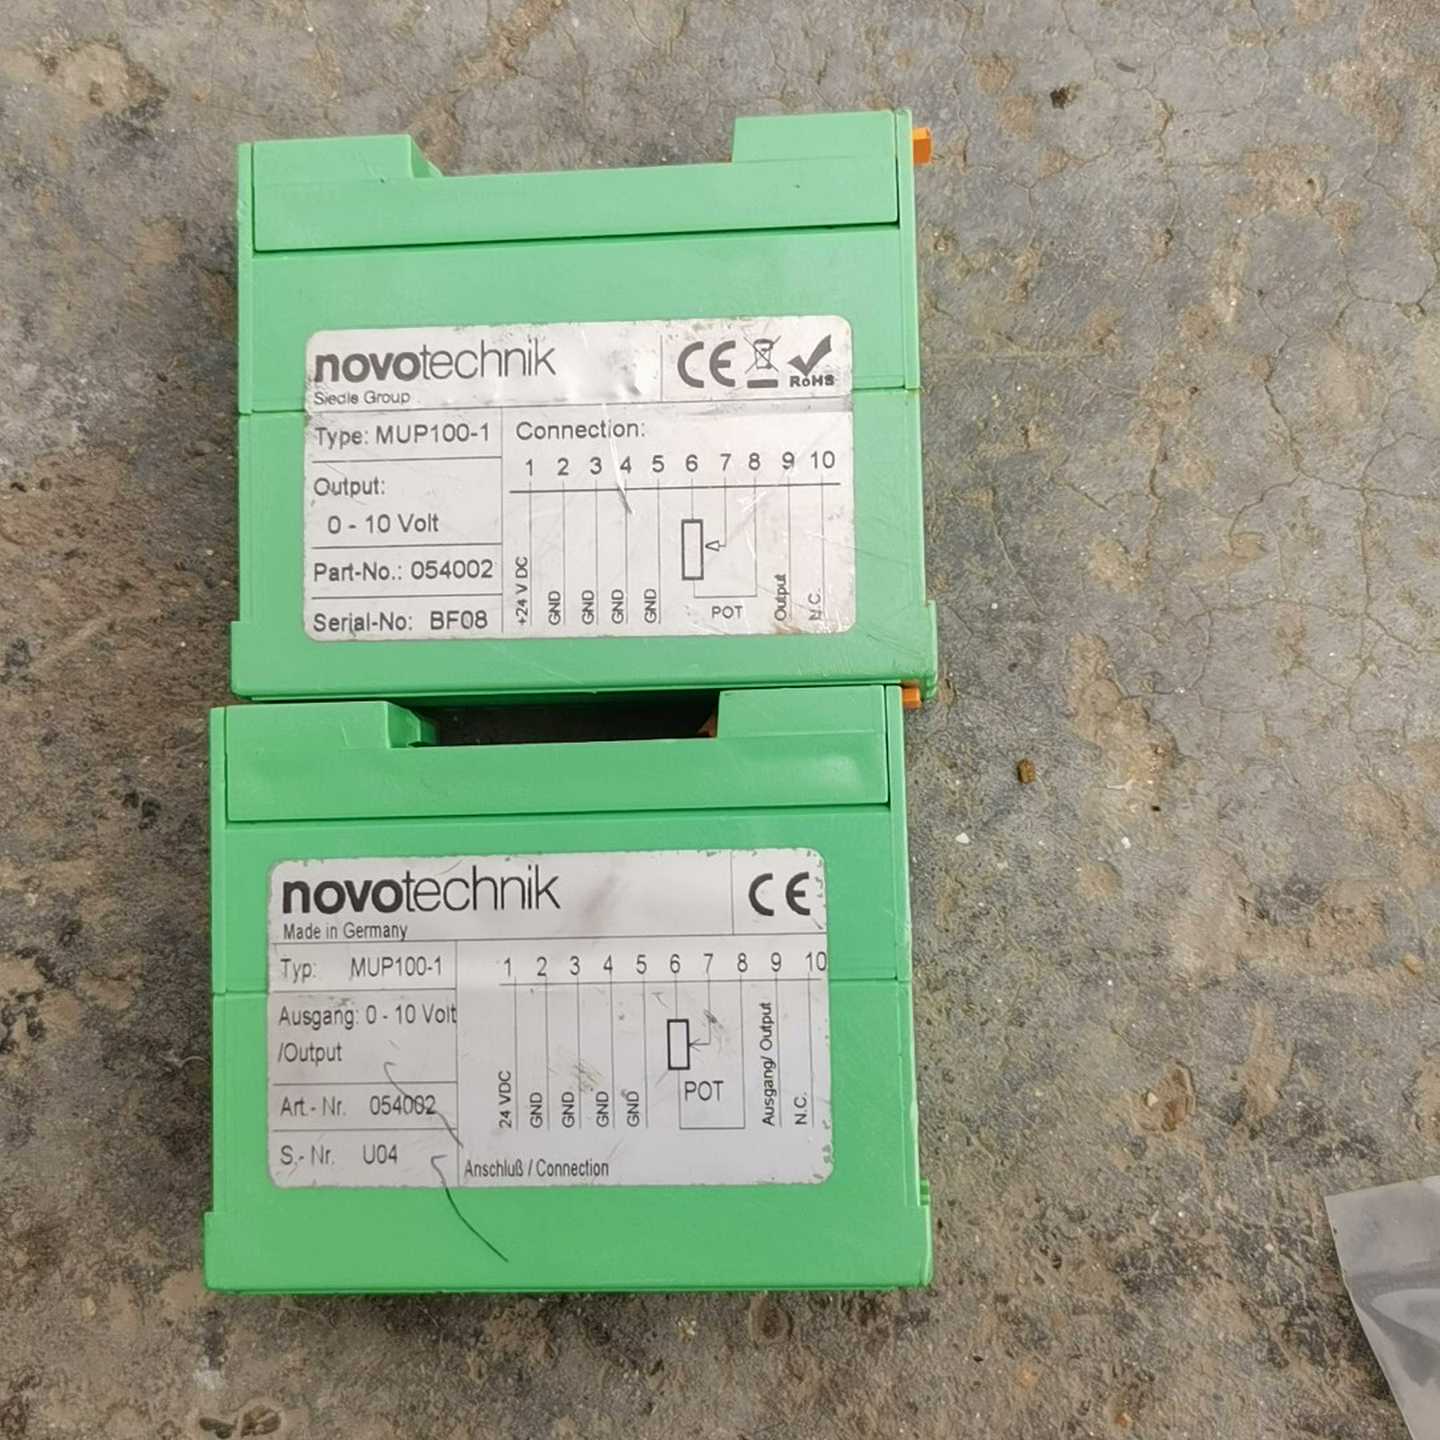 novotechnik
Siedle Group
CE
RoHS
Type: MUP100-1
Output:
0 - 10 Volt
Part-No.: 054002
Serial-No: BF08
Connection:
1 2 3 4 5 6 7 8 9 10
+24 V DC
GND
GND
GND
GND
POT
Output
N.C.
novotechnik
Made in Germany
CE
Typ: MUP100-1
Ausgang: 0 - 10 Volt
/Output
Art.- Nr. 054002
S.- Nr. U04
1 2 3 4 5 6 7 8 9 10
24 VDC
GND
GND
GND
GND
POT
Ausgang/ Output
N.C.
Anschluß / Connection